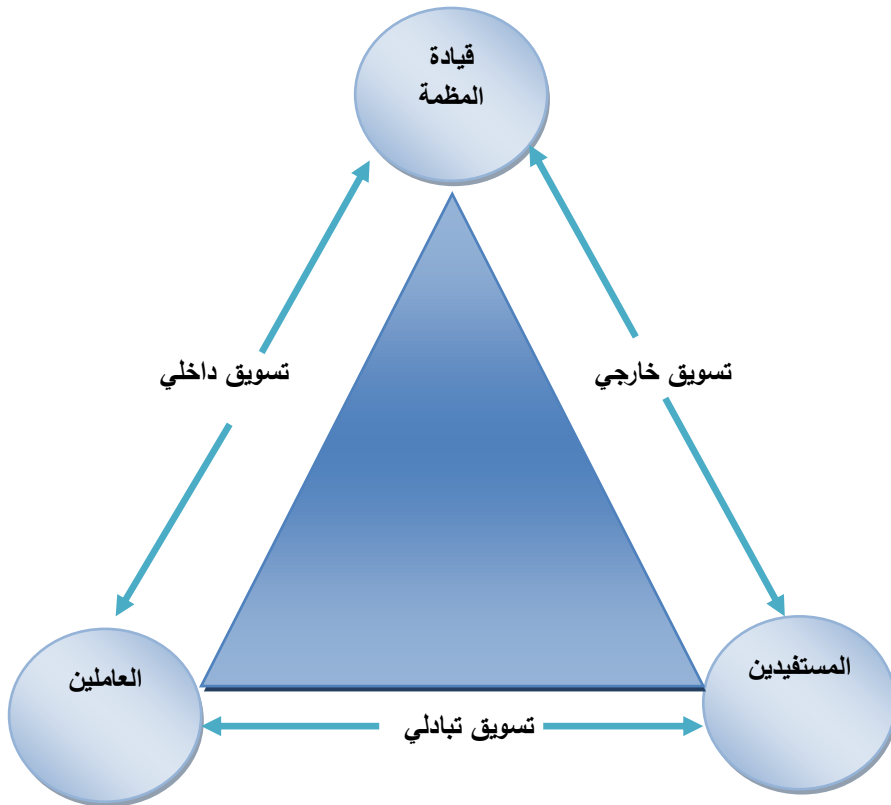 قيادة
المظمة
تسويق خارجي
تسويق داخلي
المستفيدين
العاملين
تسويق تبادلي